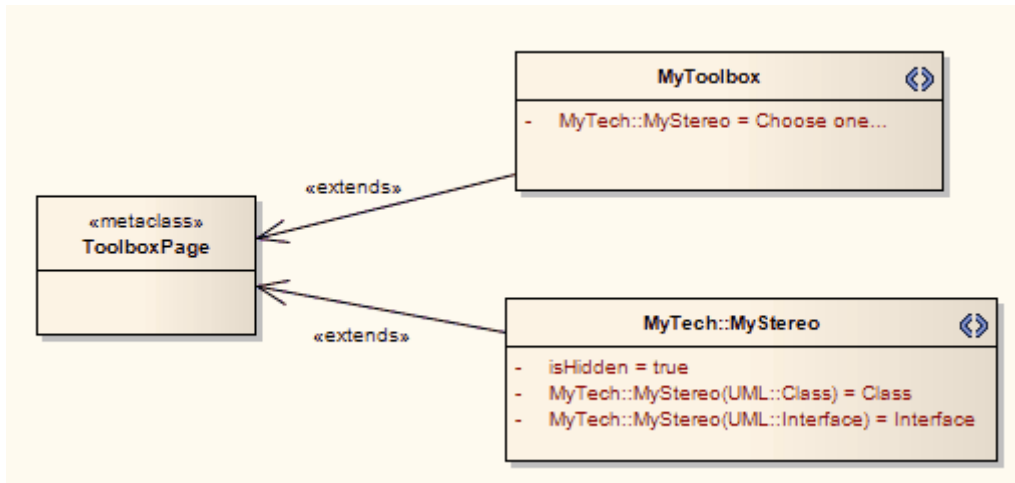 MyToolbox
- MyTech::MyStereo = Choose one...
«extends»
«metaclass»
ToolboxPage
«extends»
MyTech::MyStereo
- isHidden = true
- MyTech::MyStereo(UML::Class) = Class
- MyTech::MyStereo(UML::Interface) = Interface